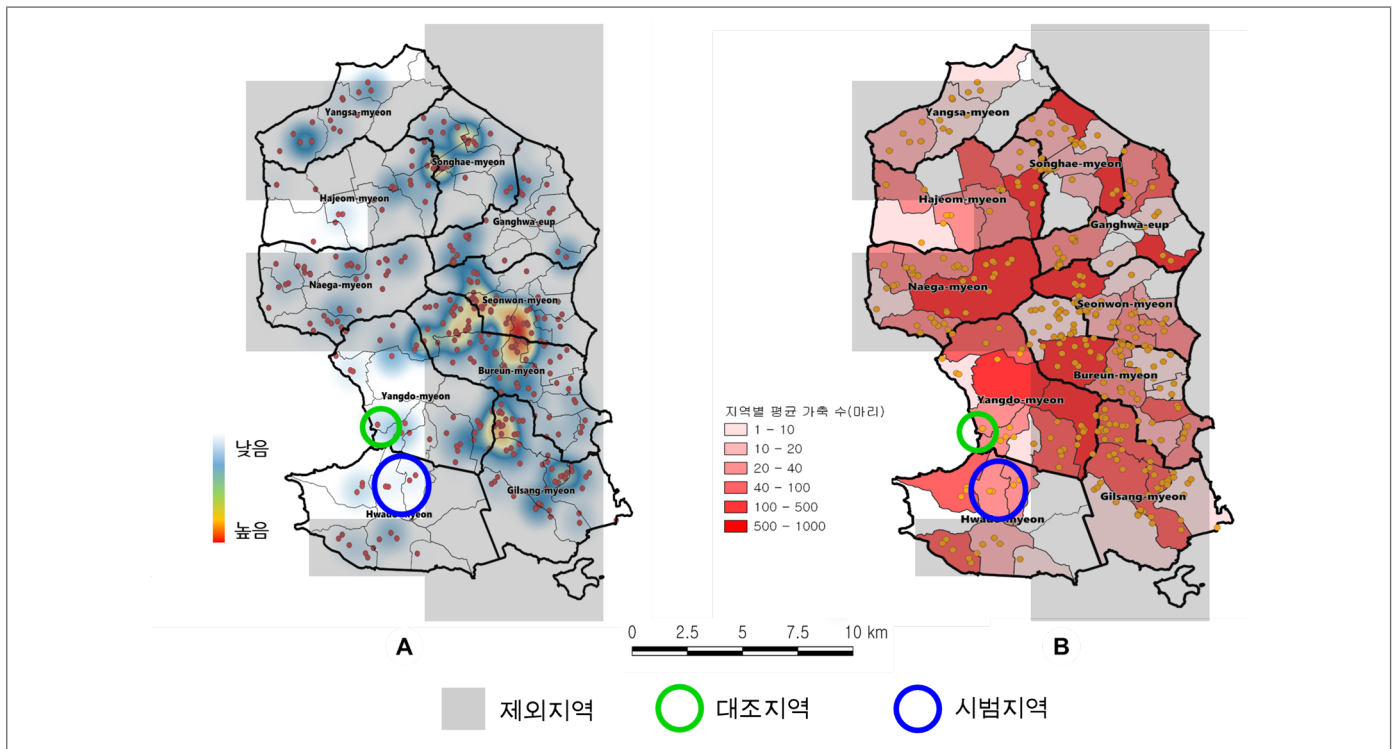 Yangsa-myeon
Songhae-myeon
Hajeom-myeon
Ganghwa-eup
Naega-myeon
Seonwon-myeon
Bureun-myeon
Yangdo-myeon
Gilsang-myeon
Hwado-myeon
낮음
높음
A
Yangsa-myeon
Songhae-myeon
Hajeom-myeon
Ganghwa-eup
Naega-myeon
Seonwon-myeon
Bureun-myeon
Yangdo-myeon
Gilsang-myeon
Hwado-myeon
지역별 평균 가축 수(마리)
1 - 10
10 - 20
20 - 40
40 - 100
100 - 500
500 - 1000
B
0 2.5 5 7.5 10 km
제외지역 대조지역 시범지역